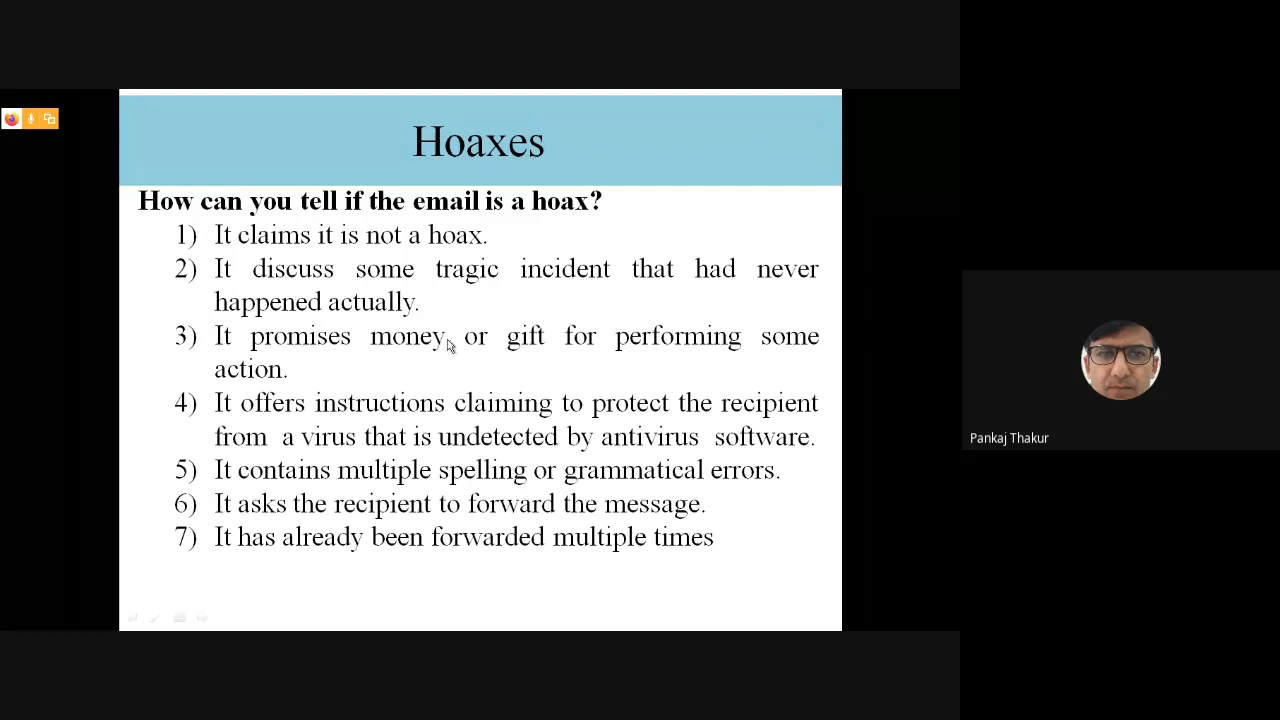 Hoaxes
How can you tell if the email is a hoax?
1) It claims it is not a hoax.
2) It discuss some tragic incident that had never
happened actually.
3) It promises money or gift for performing some
action.
4) It offers instructions claiming to protect the recipient
from a virus that is undetected by antivirus software.
5) It contains multiple spelling or grammatical errors.
6) It asks the recipient to forward the message.
7) It has already been forwarded multiple times
Pankaj Thakur